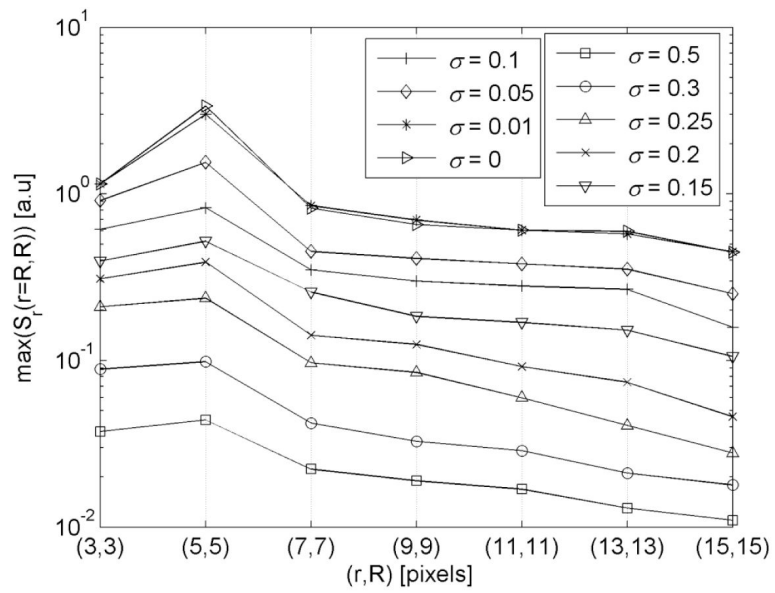 10^1
σ = 0.1
σ = 0.05
σ = 0.01
σ = 0
σ = 0.5
σ = 0.3
σ = 0.25
σ = 0.2
σ = 0.15
10^0
10^-1
10^-2
max(S_r(r=R,R)) [a.u]
(3,3) (5,5) (7,7) (9,9) (11,11) (13,13) (15,15)
(r,R) [pixels]